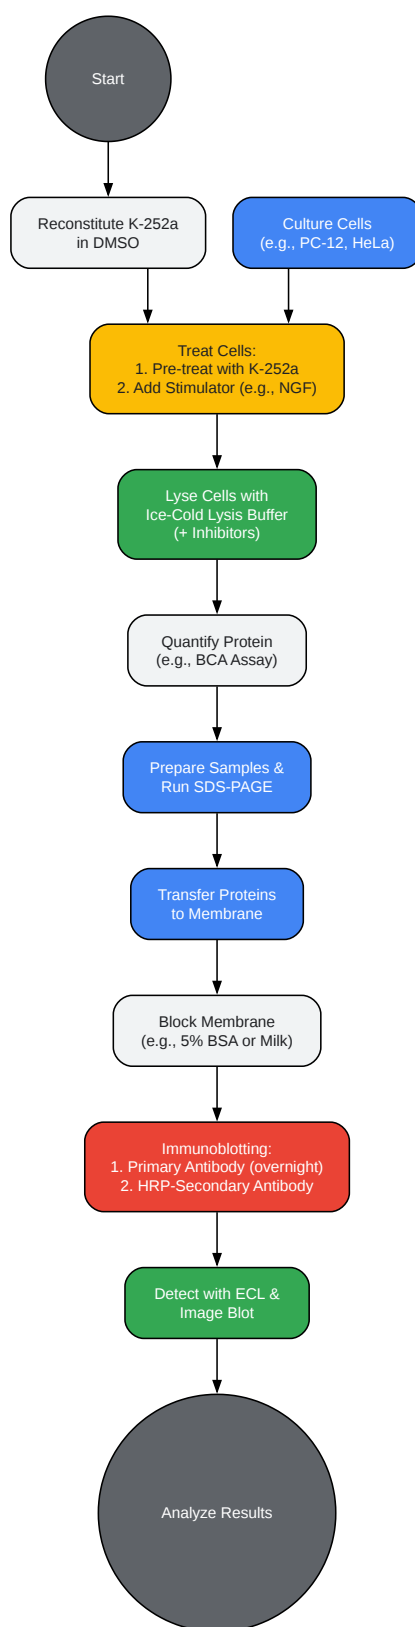 Start
Reconstitute K-252a
in DMSO
Culture Cells
(e.g., PC-12, HeLa)
Treat Cells:
1. Pre-treat with K-252a
2. Add Stimulator (e.g., NGF)
Lyse Cells with
Ice-Cold Lysis Buffer
(+ Inhibitors)
Quantify Protein
(e.g., BCA Assay)
Prepare Samples &
Run SDS-PAGE
Transfer Proteins
to Membrane
Block Membrane
(e.g., 5% BSA or Milk)
Immunoblotting:
1. Primary Antibody (overnight)
2. HRP-Secondary Antibody
Detect with ECL &
Image Blot
Analyze Results